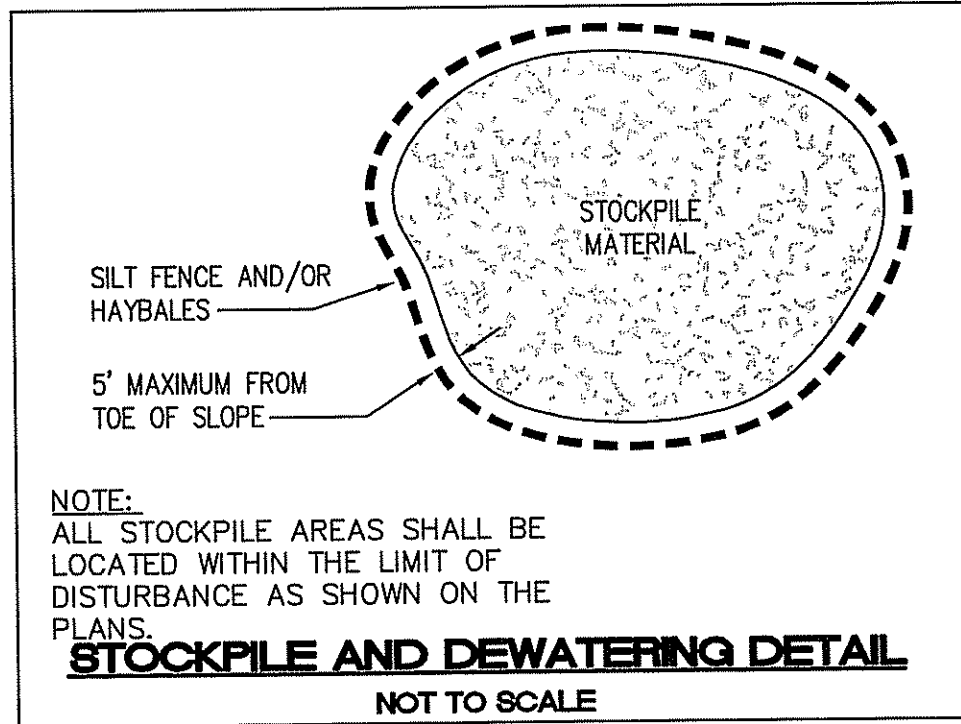 STOCKPILE
MATERIAL
SILT FENCE AND/OR
HAYBALES
5' MAXIMUM FROM
TOE OF SLOPE
NOTE:
ALL STOCKPILE AREAS SHALL BE
LOCATED WITHIN THE LIMIT OF
DISTURBANCE AS SHOWN ON THE
PLANS.
STOCKPILE AND DEWATERING DETAIL
NOT TO SCALE